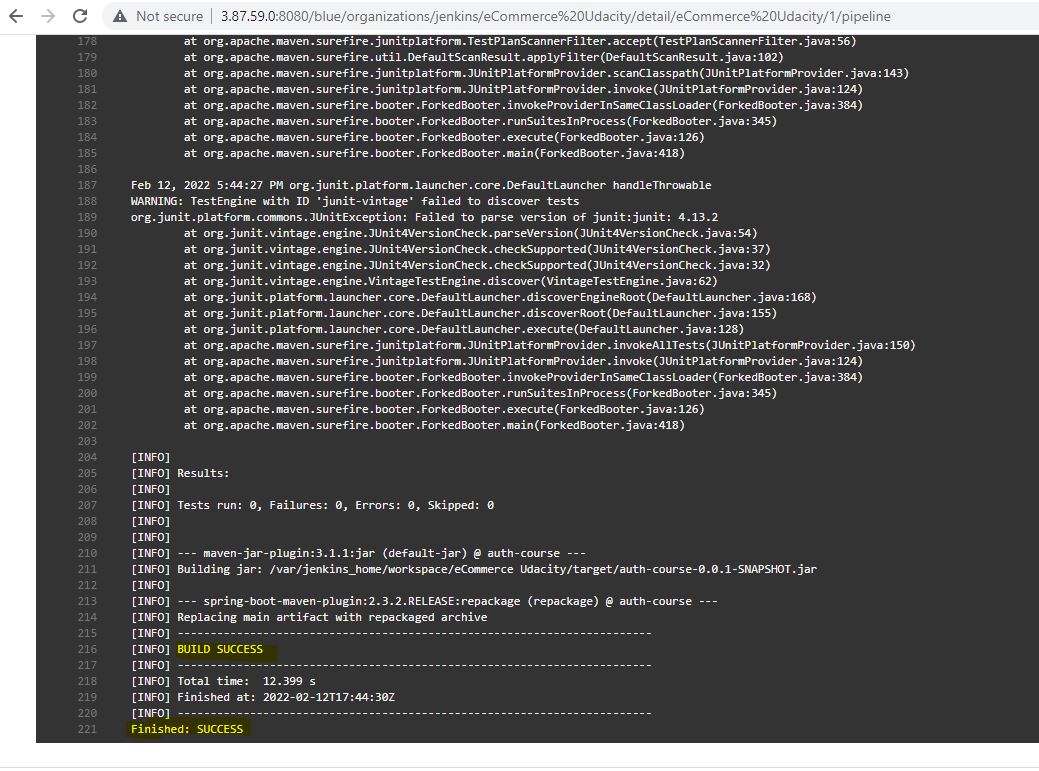 Not secure | 3.87.59.0:8080/blue/organizations/jenkins/eCommerce%20Udacity/detail/eCommerce%20Udacity/1/pipeline
178 at org.apache.maven.surefire.junitplatform.TestPlanScannerFilter.accept(TestPlanScannerFilter.java:56)
179 at org.apache.maven.surefire.util.DefaultScanResult.applyFilter(DefaultScanResult.java:102)
180 at org.apache.maven.surefire.junitplatform.JUnitPlatformProvider.scanClasspath(JUnitPlatformProvider.java:143)
181 at org.apache.maven.surefire.junitplatform.JUnitPlatformProvider.invoke(JUnitPlatformProvider.java:124)
182 at org.apache.maven.surefire.booter.ForkedBooter.invokeProviderInSameClassLoader(ForkedBooter.java:384)
183 at org.apache.maven.surefire.booter.ForkedBooter.runSuitesInProcess(ForkedBooter.java:345)
184 at org.apache.maven.surefire.booter.ForkedBooter.execute(ForkedBooter.java:126)
185 at org.apache.maven.surefire.booter.ForkedBooter.main(ForkedBooter.java:418)
186
187 Feb 12, 2022 5:44:27 PM org.junit.platform.launcher.core.DefaultLauncher handleThrowable
188 WARNING: TestEngine with ID 'junit-vintage' failed to discover tests
189 org.junit.platform.commons.JUnitException: Failed to parse version of junit:junit: 4.13.2
190 at org.junit.vintage.engine.JUnit4VersionCheck.parseVersion(JUnit4VersionCheck.java:54)
191 at org.junit.vintage.engine.JUnit4VersionCheck.checkSupported(JUnit4VersionCheck.java:37)
192 at org.junit.vintage.engine.JUnit4VersionCheck.checkSupported(JUnit4VersionCheck.java:32)
193 at org.junit.vintage.engine.VintageTestEngine.discover(VintageTestEngine.java:62)
194 at org.junit.platform.launcher.core.DefaultLauncher.discoverEngineRoot(DefaultLauncher.java:168)
195 at org.junit.platform.launcher.core.DefaultLauncher.discoverRoot(DefaultLauncher.java:155)
196 at org.junit.platform.launcher.core.DefaultLauncher.execute(DefaultLauncher.java:128)
197 at org.apache.maven.surefire.junitplatform.JUnitPlatformProvider.invokeAllTests(JUnitPlatformProvider.java:150)
198 at org.apache.maven.surefire.junitplatform.JUnitPlatformProvider.invoke(JUnitPlatformProvider.java:124)
199 at org.apache.maven.surefire.booter.ForkedBooter.invokeProviderInSameClassLoader(ForkedBooter.java:384)
200 at org.apache.maven.surefire.booter.ForkedBooter.runSuitesInProcess(ForkedBooter.java:345)
201 at org.apache.maven.surefire.booter.ForkedBooter.execute(ForkedBooter.java:126)
202 at org.apache.maven.surefire.booter.ForkedBooter.main(ForkedBooter.java:418)
203
204 [INFO]
205 [INFO] Results:
206 [INFO]
207 [INFO] Tests run: 0, Failures: 0, Errors: 0, Skipped: 0
208 [INFO]
209 [INFO]
210 [INFO] --- maven-jar-plugin:3.1.1:jar (default-jar) @ auth-course ---
211 [INFO] Building jar: /var/jenkins_home/workspace/eCommerce Udacity/target/auth-course-0.0.1-SNAPSHOT.jar
212 [INFO]
213 [INFO] --- spring-boot-maven-plugin:2.3.2.RELEASE:repackage (repackage) @ auth-course ---
214 [INFO] Replacing main artifact with repackaged archive
215 [INFO] ------------------------------------------------------------------------
216 [INFO] BUILD SUCCESS
217 [INFO] ------------------------------------------------------------------------
218 [INFO] Total time:  12.399 s
219 [INFO] Finished at: 2022-02-12T17:44:30Z
220 [INFO] ------------------------------------------------------------------------
221 Finished: SUCCESS